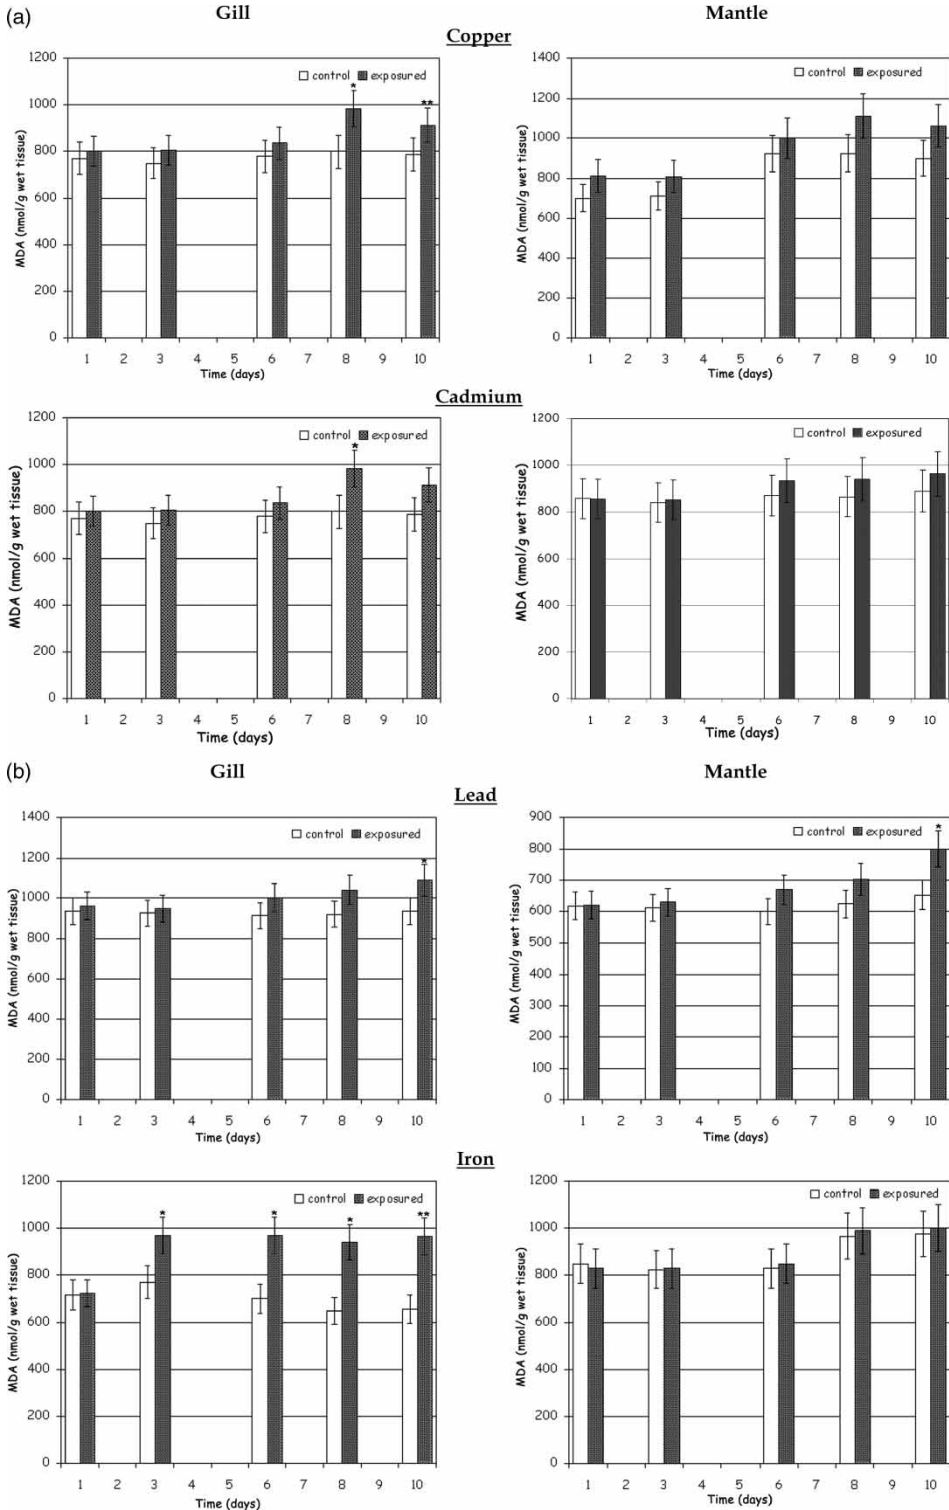 (a)
Gill Mantle
Copper
MDA (nmol/g wet tissue)
1200
1000
800
600
400
200
0
control exposured
*
**
1 2 3 4 5 6 7 8 9 10
Time (days)
MDA (nmol/g wet tissue)
1400
1200
1000
800
600
400
200
0
control exposured
1 2 3 4 5 6 7 8 9 10
Time (days)
Cadmium
MDA (nmol/g wet tissue)
1200
1000
800
600
400
200
0
control exposured
*
1 2 3 4 5 6 7 8 9 10
Time (days)
MDA (nmol/g wet tissue)
1200
1000
800
600
400
200
0
control exposured
1 2 3 4 5 6 7 8 9 10
Time (days)
(b)
Gill Mantle
Lead
MDA (nmol/g wet tissue)
1400
1200
1000
800
600
400
200
0
control exposured
*
1 2 3 4 5 6 7 8 9 10
Time (days)
MDA (nmol/g wet tissue)
900
800
700
600
500
400
300
200
100
0
control exposured
*
1 2 3 4 5 6 7 8 9 10
Time (days)
Iron
MDA (nmol/g wet tissue)
1200
1000
800
600
400
200
0
control exposured
* * * **
1 2 3 4 5 6 7 8 9 10
Time (days)
MDA (nmol/g wet tissue)
1200
1000
800
600
400
200
0
control exposured
1 2 3 4 5 6 7 8 9 10
Time (days)